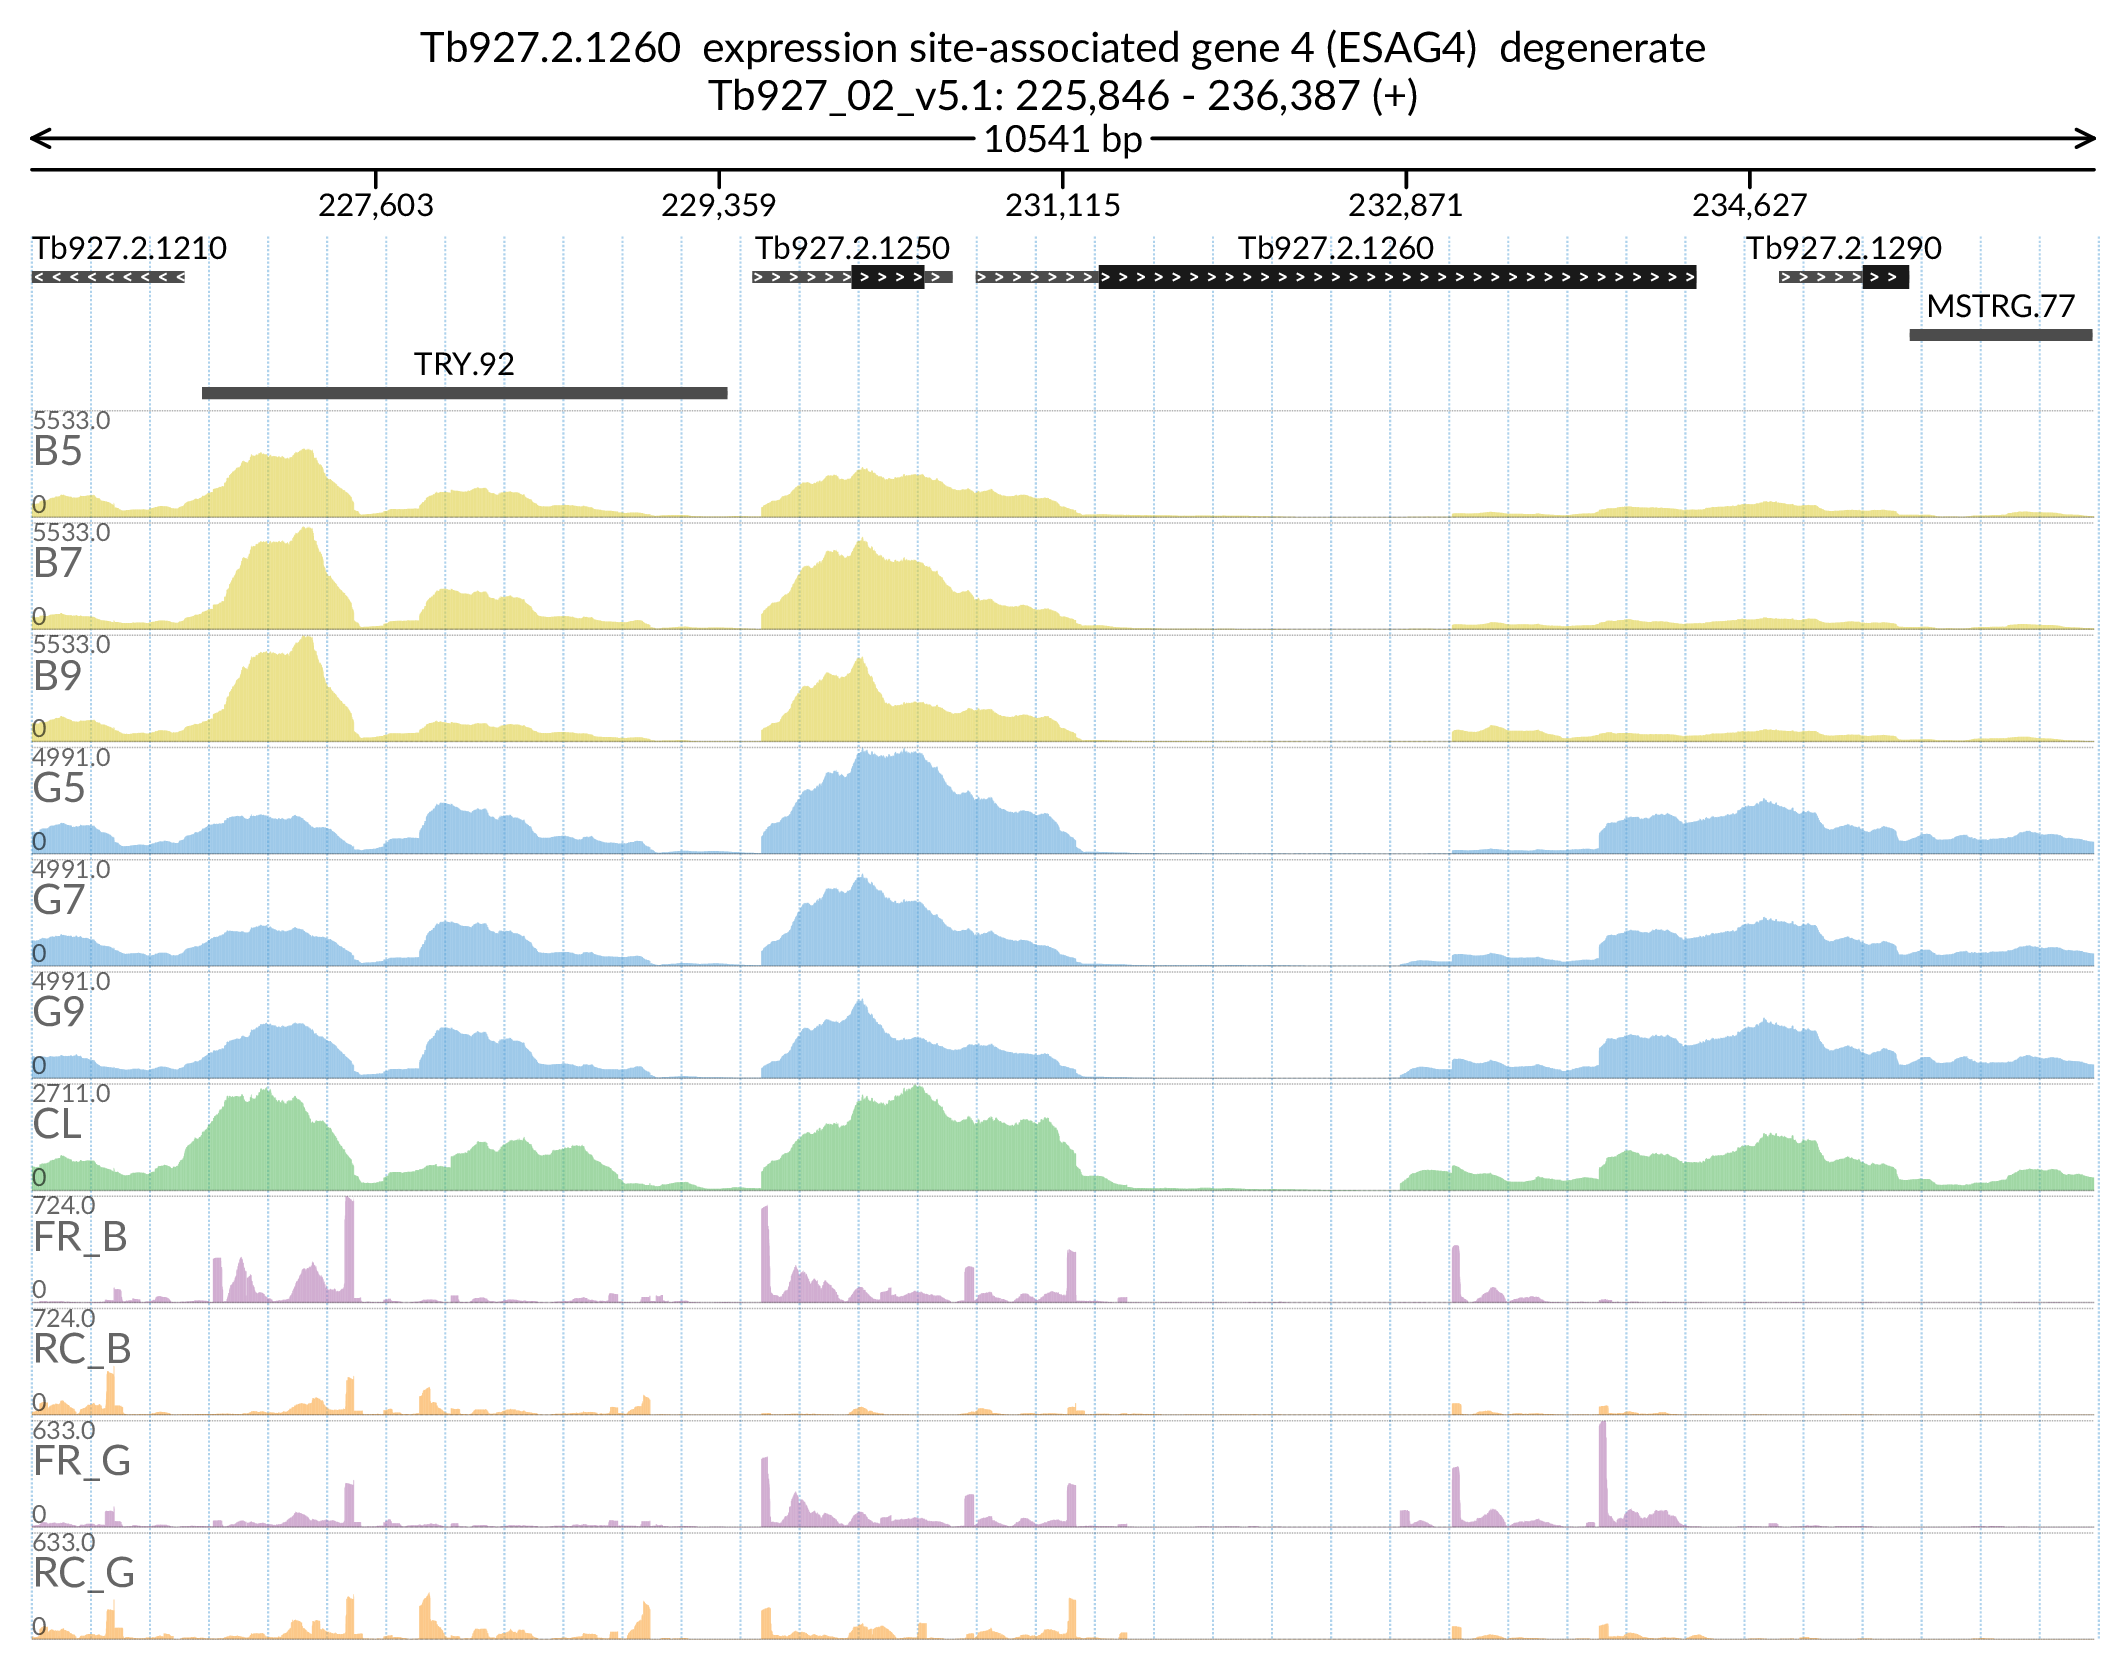 Tb927.2.1260  expression site-associated gene 4 (ESAG4)  degenerate
Tb927_02_v5.1: 225,846 - 236,387 (+)
10541 bp
227,603 229,359 231,115 232,871 234,627
Tb927.2.1210 Tb927.2.1250 Tb927.2.1260 Tb927.2.1290
MSTRG.77
TRY.92
5533.0
B5
0
5533.0
B7
0
5533.0
B9
0
4991.0
G5
0
4991.0
G7
0
4991.0
G9
0
2711.0
CL
0
724.0
FR_B
0
724.0
RC_B
0
633.0
FR_G
0
633.0
RC_G
0